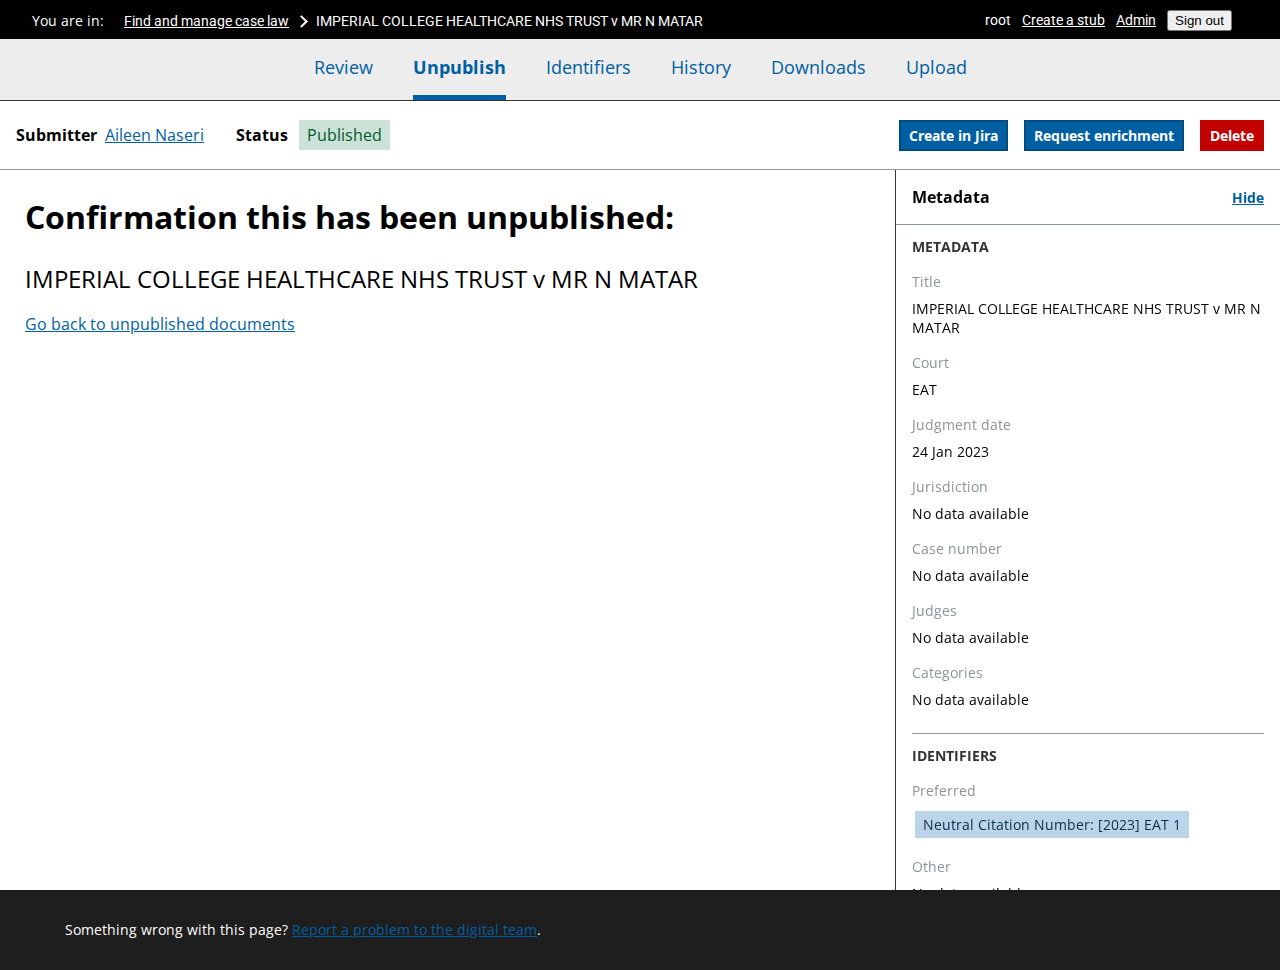 You are in: Find and manage case law IMPERIAL COLLEGE HEALTHCARE NHS TRUST v MR N MATAR root Create a stub Admin Sign out
Review Unpublish Identifiers History Downloads Upload
Submitter Aileen Naseri Status Published Create in Jira Request enrichment Delete
Confirmation this has been unpublished:
IMPERIAL COLLEGE HEALTHCARE NHS TRUST v MR N MATAR
Go back to unpublished documents
Metadata Hide
METADATA
Title
IMPERIAL COLLEGE HEALTHCARE NHS TRUST v MR N
MATAR
Court
EAT
Judgment date
24 Jan 2023
Jurisdiction
No data available
Case number
No data available
Judges
No data available
Categories
No data available
IDENTIFIERS
Preferred
Neutral Citation Number: [2023] EAT 1
Other
Something wrong with this page? Report a problem to the digital team.